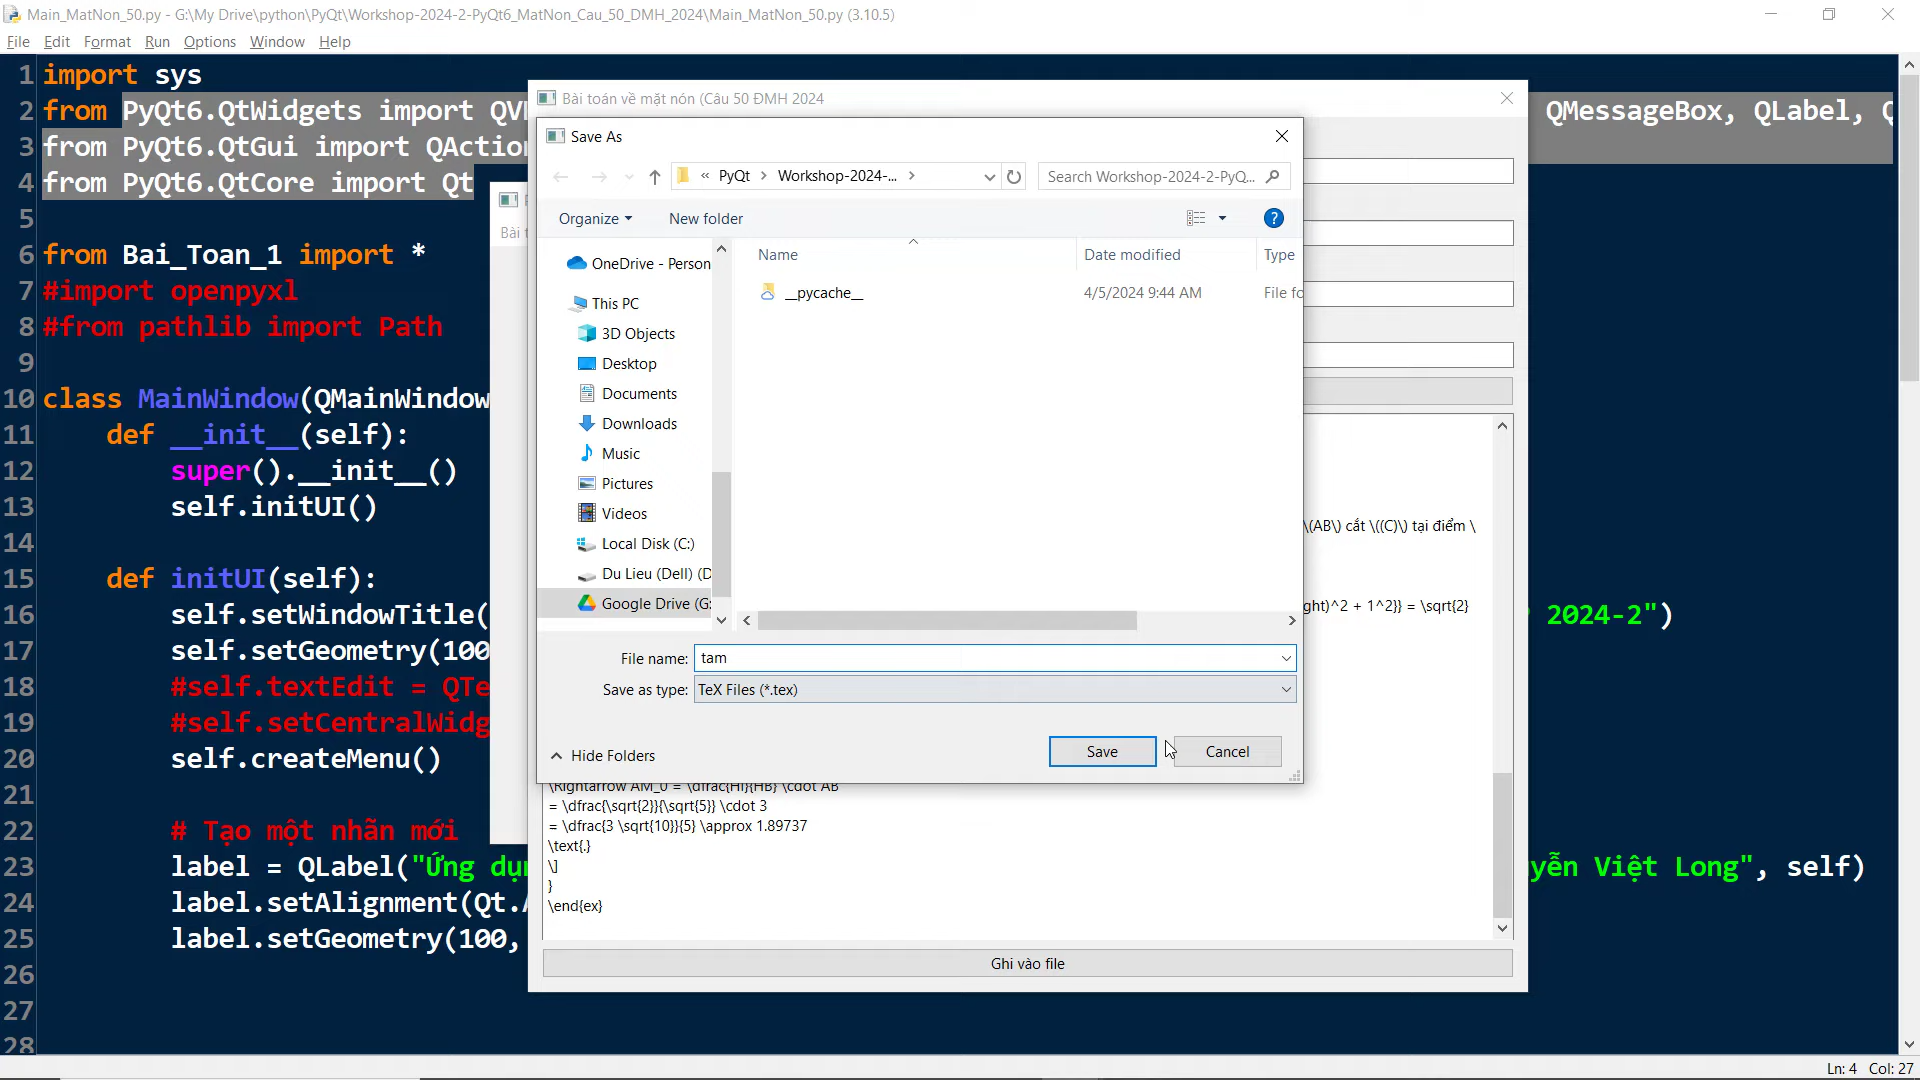 Main_MatNon_50.py - G:\My Drive\python\PyQt\Workshop-2024-2-PyQt6_MatNon_Cau_50_DMH_2024\Main_MatNon_50.py (3.10.5)
File Edit Format Run Options Window Help
1 import sys
2 from PyQt6.QtWidgets import QV QMessageBox, QLabel, Q
3 from PyQt6.QtGui import QAction
4 from PyQt6.QtCore import Qt
5
6 from Bai_Toan_1 import *
7 #import openpyxl
8 #from pathlib import Path
9
10 class MainWindow(QMainWindow
11 def __init__(self):
12 super().__init__()
13 self.initUI()
14
15 def initUI(self):
16 self.setWindowTitle( 2024-2")
17 self.setGeometry(100
18 #self.textEdit = QTe
19 #self.setCentralWidg
20 self.createMenu()
21
22 # Tạo một nhãn mới
23 label = QLabel("Ứng dụ yễn Việt Long", self)
24 label.setAlignment(Qt.
25 label.setGeometry(100,
26
27
28
Bài t
Bài toán về mặt nón (Câu 50 ĐMH 2024
Save As
« PyQt > Workshop-2024-... >
Search Workshop-2024-2-PyQ...
Organize New folder
OneDrive - Person
This PC
3D Objects
Desktop
Documents
Downloads
Music
Pictures
Videos
Local Disk (C:)
Du Lieu (Dell) (D
Google Drive (G:
Name Date modified Type
__pycache__ 4/5/2024 9:44 AM File fo
File name: tam
Save as type: TeX Files (*.tex)
Hide Folders Save Cancel
\(AB\) cắt \((C)\) tại điểm \
ght)^2 + 1^2}} = \sqrt{2}
\Rightarrow AM_0 = \dfrac{HI}{HB} \cdot AB
= \dfrac{\sqrt{2}}{\sqrt{5}} \cdot 3
= \dfrac{3 \sqrt{10}}{5} \approx 1.89737
\text{.}
\]
}
\end{ex}
Ghi vào file
Ln: 4 Col: 27